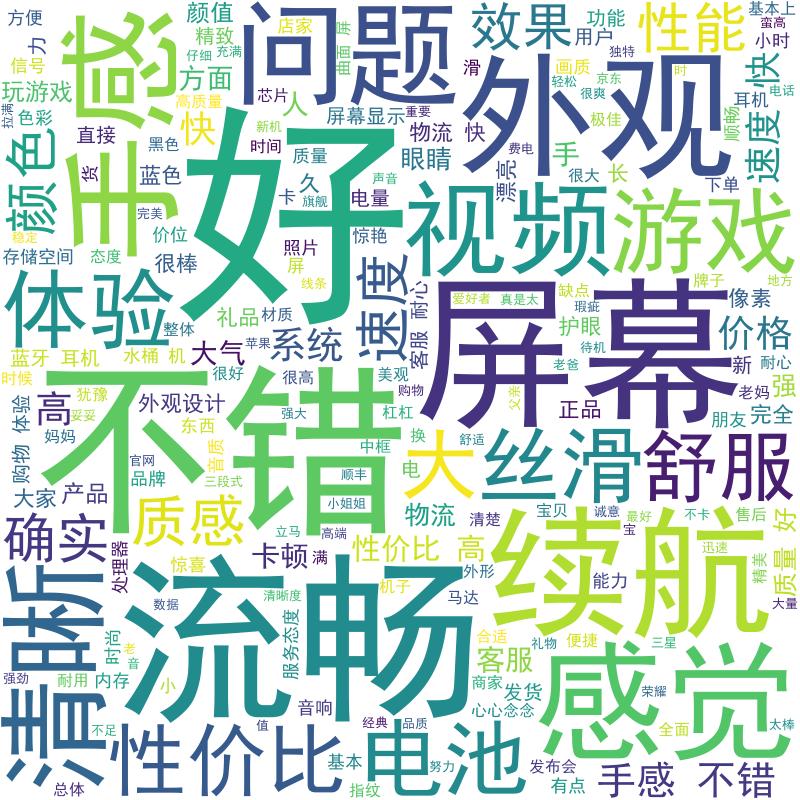 方便
力
信号
玩游戏
色彩
拉满
手感
颜值
精致
仔细
充满
方面
高质量
快
店家
芯片
人
问题
曲面 屏
屏幕显示
效果
用户
功能
画质
轻松
很爽
性能
基本上
蛮高
小时
独特
京东
时
电话
耳机
快
速度
顺畅
外观
颜色
直接
货
黑色
蓝色
完美
时间
新机
质量
久
卡
旗舰
电量
声音
重要
物流 快
滑
眼睛
费电
漂亮
手
极佳
很大
长
下单
好
视频
游戏
稳定
存储空间
态度
价位
很棒
照片
惊艳
屏
线条
体验
速度
客服 耐心
爱好者
真是太
缺点
瑕疵
牌子
像素
地方
屏幕
护眼
价格
待机
新
耐心
强
老爸
老妈
父亲
正品
朋友
完全
礼品
材质
整体
苹果
系统
大气
很好
很高
美观
蓝牙 耳机
水桶 机
时候
犹豫
妥妥
高
妈妈
外观设计
购物
强大
杠杠
不错
东西
音质
中框
换
舒适
购物 体验
官网
品牌
三段式
顺丰
电
小姐姐
大家
产品
大
丝滑
舒服
质感
物流
清楚
宝贝
诚意
最好
不卡
售后
宝
确实
处理器
惊喜
立马
高端
卡顿
满
性价比 高
续航
迅速
精美
质量 好
机子
外形
能力
大量
清晰
流畅
数据
清晰度
马达
服务态度
时尚
老
音
合适
礼物
便捷
三星
强劲
耐用
内存
小
客服
商家
发货
荣耀
感觉
心心念念
音响
不足
值
经典
品质
全面
太棒
性价比
基本
电池
努力
发布会
总体
指纹
有点
手感 不错